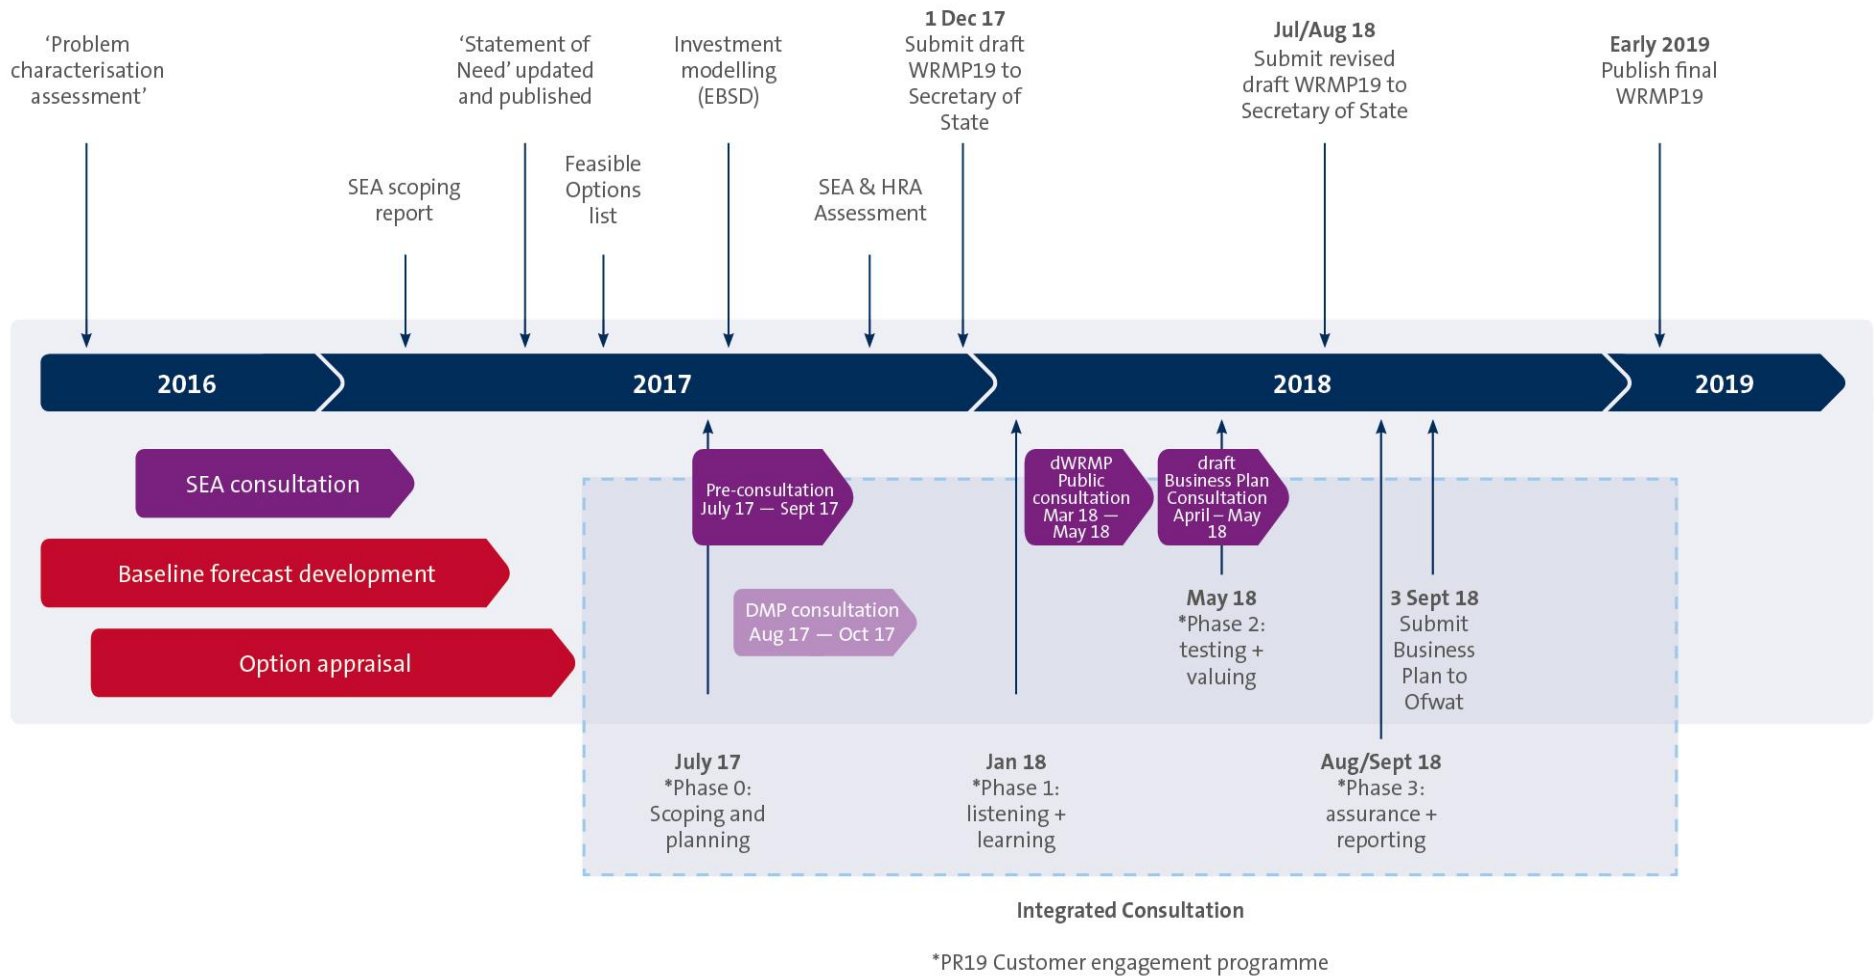 ‘Problem
characterisation
assessment’
SEA scoping
report
‘Statement of
Need’ updated
and published
Feasible
Options
list
Investment
modelling
(EBSD)
SEA & HRA
Assessment
1 Dec 17
Submit draft
WRMP19 to
Secretary of
State
Jul/Aug 18
Submit revised
draft WRMP19 to
Secretary of State
Early 2019
Publish final
WRMP19
2016
2017
2018
2019
SEA consultation
Baseline forecast development
Option appraisal
Pre-consultation
July 17 — Sept 17
DMP consultation
Aug 17 — Oct 17
dWRMP
Public
consultation
Mar 18 —
May 18
draft
Business Plan
Consultation
April – May
18
May 18
*Phase 2:
testing +
valuing
3 Sept 18
Submit
Business
Plan to
Ofwat
July 17
*Phase 0:
Scoping and
planning
Jan 18
*Phase 1:
listening +
learning
Aug/Sept 18
*Phase 3:
assurance +
reporting
Integrated Consultation
*PR19 Customer engagement programme